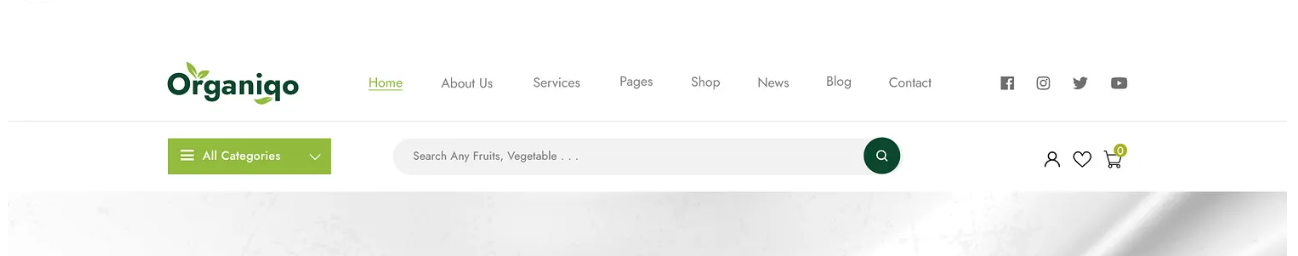 Organiqo
Home About Us Services Pages Shop News Blog Contact
All Categories
Search Any Fruits, Vegetable . . .
0